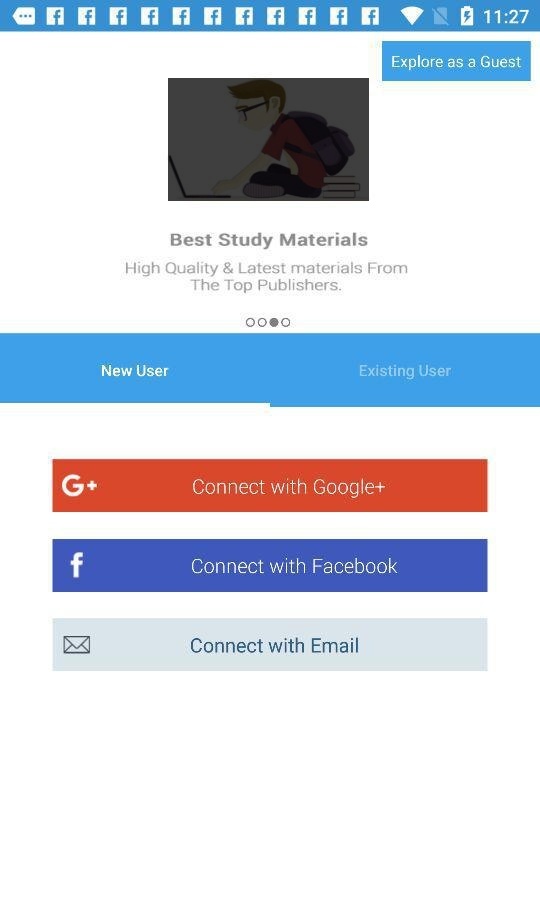 11:27
Explore as a Guest
Best Study Materials
High Quality & Latest materials From
The Top Publishers.
New User
Existing User
G+ Connect with Google+
f Connect with Facebook
Connect with Email